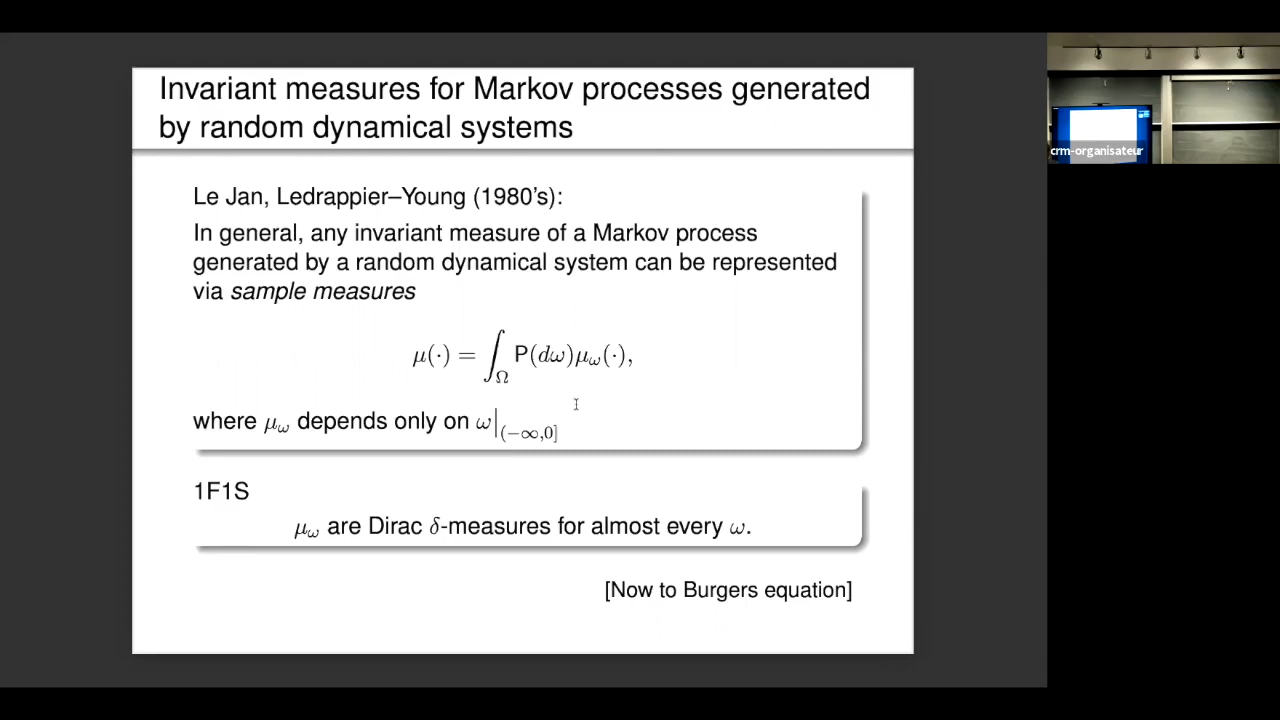 Invariant measures for Markov processes generated
by random dynamical systems
Le Jan, Ledrappier–Young (1980's):
In general, any invariant measure of a Markov process
generated by a random dynamical system can be represented
via sample measures
μ(·) = ∫_Ω P(dω)μ_ω(·),
where μ_ω depends only on ω|_(−∞,0]
1F1S
μ_ω are Dirac δ-measures for almost every ω.
[Now to Burgers equation]
crm-organisateur